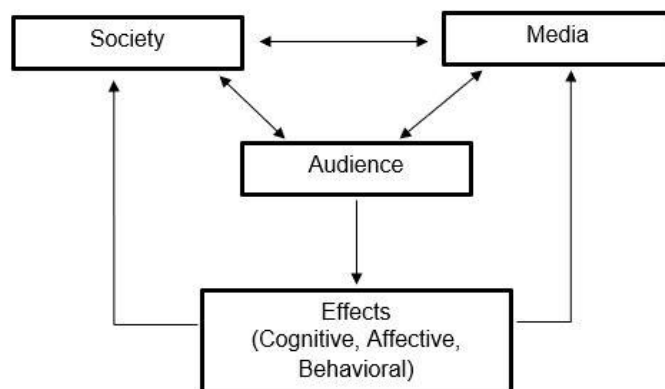 Society
Media
Audience
Effects
(Cognitive, Affective,
Behavioral)